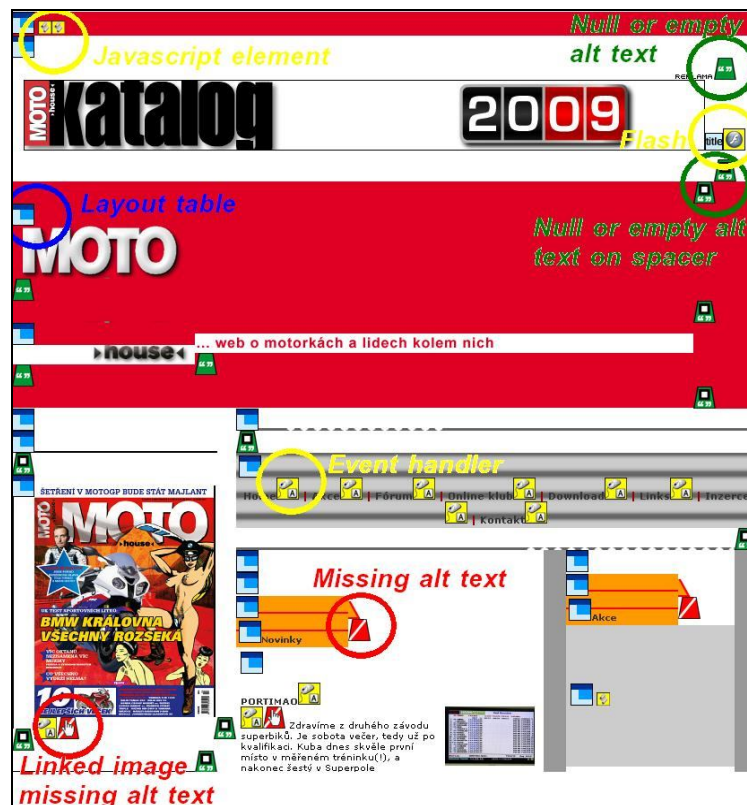 Null or empty
alt text
Javascript element
REKLAMA
MOTO
house
katalog
2009
Flash
title
Layout table
MOTO
Null or empty alt
text on spacer
house
... web o motorkách a lidech kolem nich
Event handler
Home | Akce | Fórum | Online klub | Download | Links | Inzerce
| Kontakt
ŠETŘENÍ V MOTOGP BUDE STÁT MAJLANT
MOTO
MOTO
house
BMW KRÁLOVNA
VŠECHNY ROZSEKÁ
Missing alt text
Novinky
Akce
PORTIMAO
Zdravíme z druhého závodu
superbiků. Je sobota večer, tedy už po
kvalifikaci. Kuba dnes skvěle první
místo v měřeném tréninku(!), a
nakonec šestý v Superpole
Linked image
missing alt text